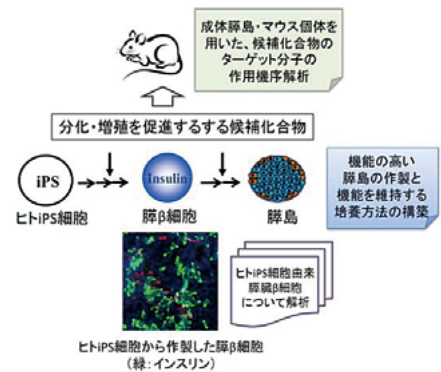 成体膵島・マウス個体を
用いた、候補化合物の
ターゲット分子の
作用機序解析
分化・増殖を促進するする候補化合物
iPS
ヒトiPS細胞
Insulin
膵β細胞
膵島
機能の高い
膵島の作製と
機能を維持する
培養方法の構築
ヒトiPS細胞由来
膵臓β細胞
について解析
ヒトiPS細胞から作製した膵β細胞
(緑:インスリン)